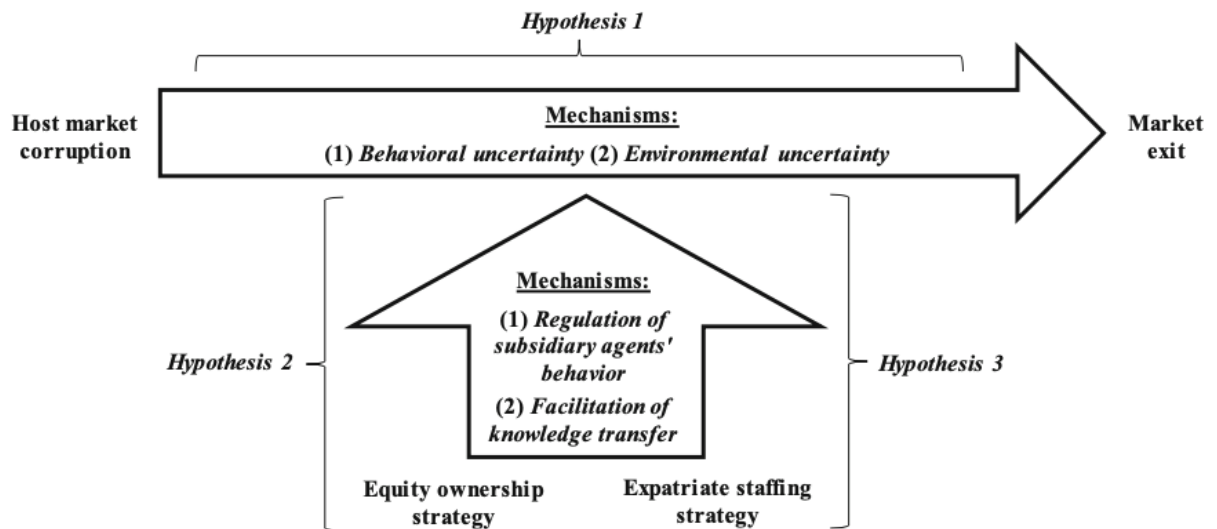 Hypothesis 1
Host market
corruption
Mechanisms:
(1) Behavioral uncertainty (2) Environmental uncertainty
Market
exit
Mechanisms:
(1) Regulation of
subsidiary agents'
behavior
(2) Facilitation of
knowledge transfer
Hypothesis 2
Hypothesis 3
Equity ownership
strategy
Expatriate staffing
strategy